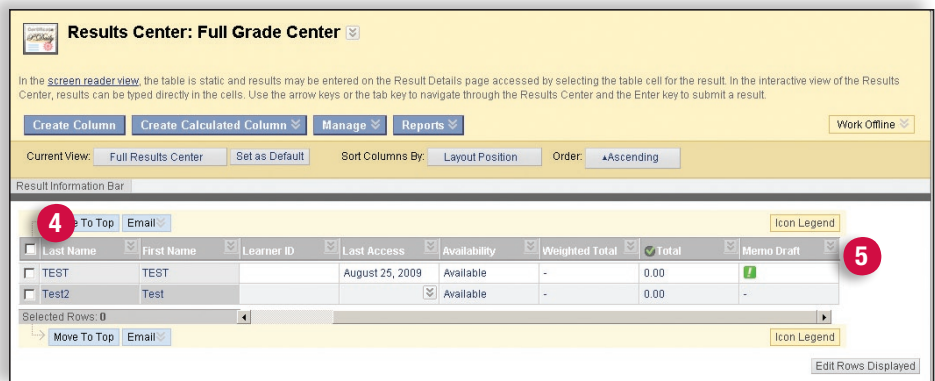 Results Center: Full Grade Center
In the screen reader view, the table is static and results may be entered on the Result Details page accessed by selecting the table cell for the result. In the interactive view of the Results
Center, results can be typed directly in the cells. Use the arrow keys or the tab key to navigate through the Results Center and the Enter key to submit a result.
Create Column Create Calculated Column Manage Reports Work Offline
Current View: Full Results Center Set as Default Sort Columns By: Layout Position Order: ▲Ascending
Result Information Bar
4 To Top Email Icon Legend
Last Name First Name Learner ID Last Access Availability Weighted Total Total Memo Draft 5
TEST TEST August 25, 2009 Available - 0.00 !
Test2 Test Available - 0.00 -
Selected Rows: 0
Move To Top Email Icon Legend
Edit Rows Displayed